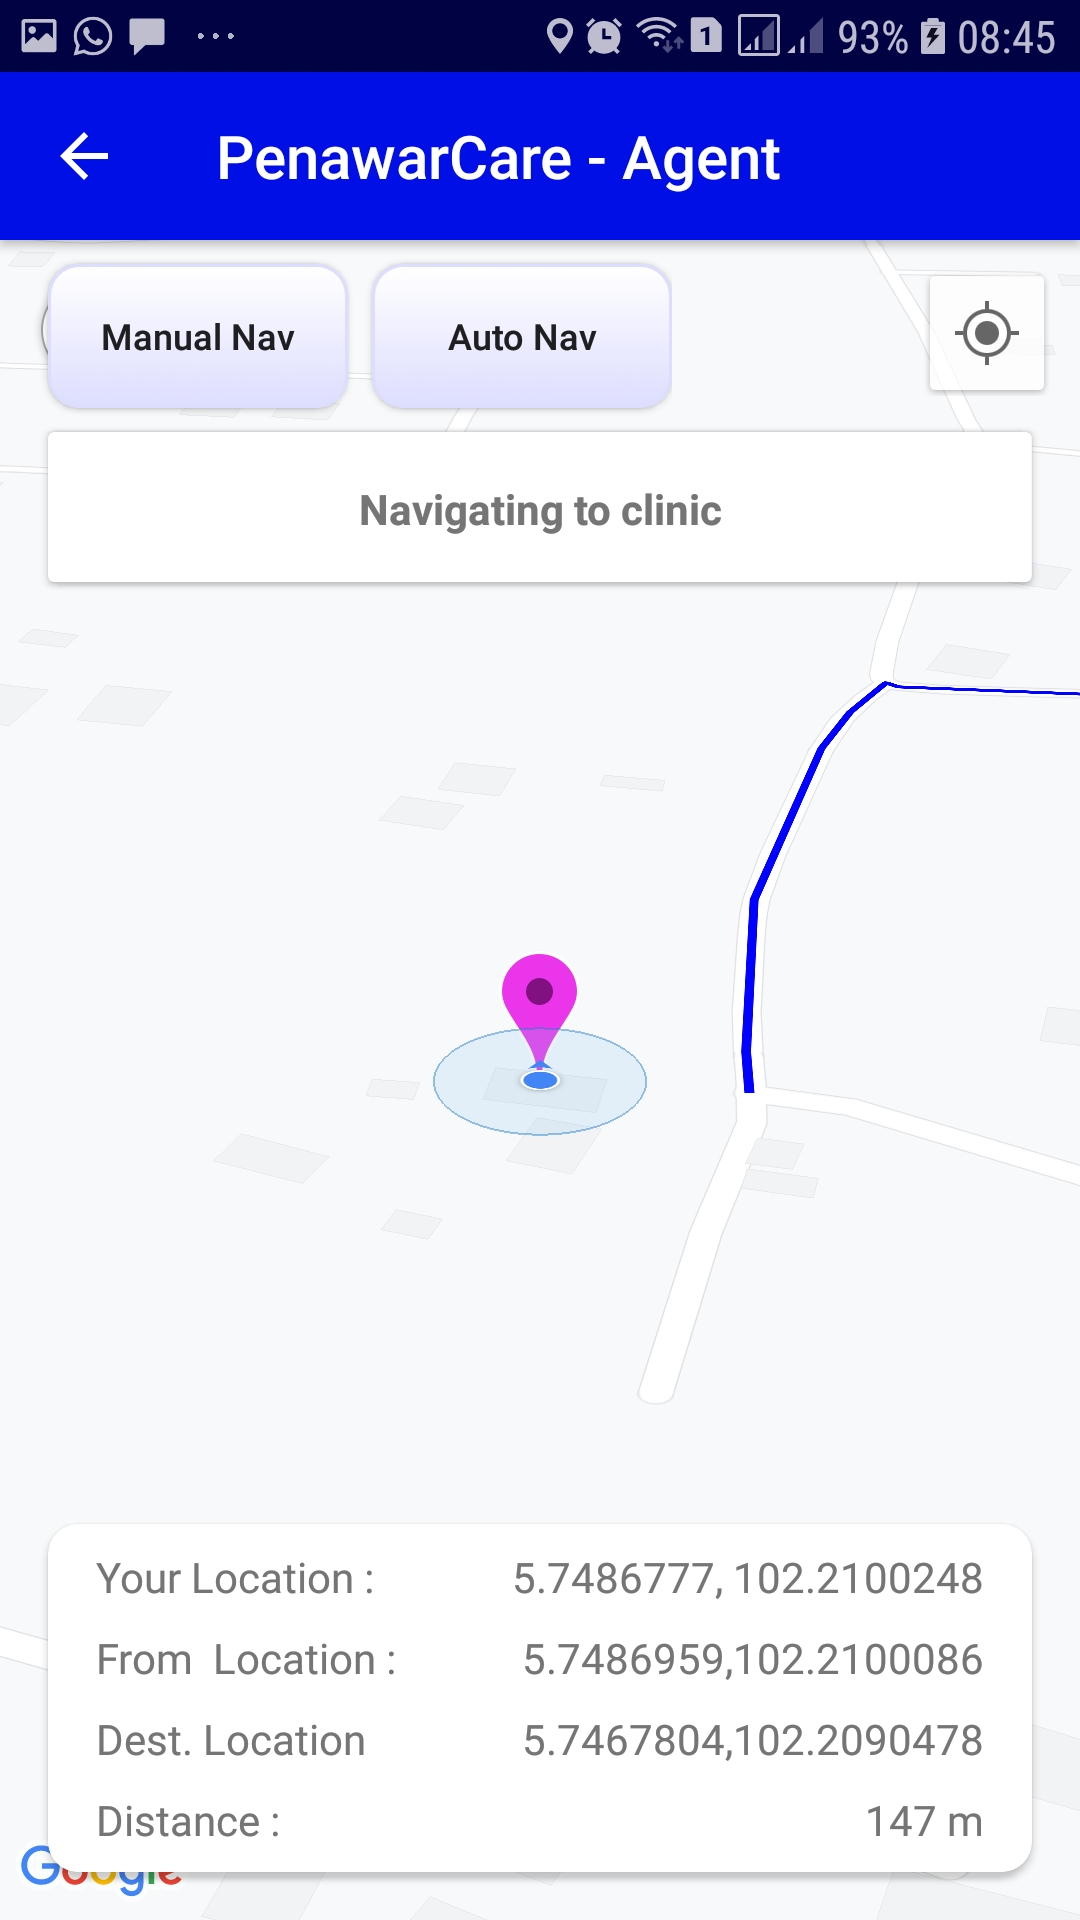 1 93% 08:45
PenawarCare - Agent
Manual Nav Auto Nav
Navigating to clinic
Your Location : 5.7486777, 102.2100248
From Location : 5.7486959,102.2100086
Dest. Location 5.7467804,102.2090478
Distance : 147 m
Google